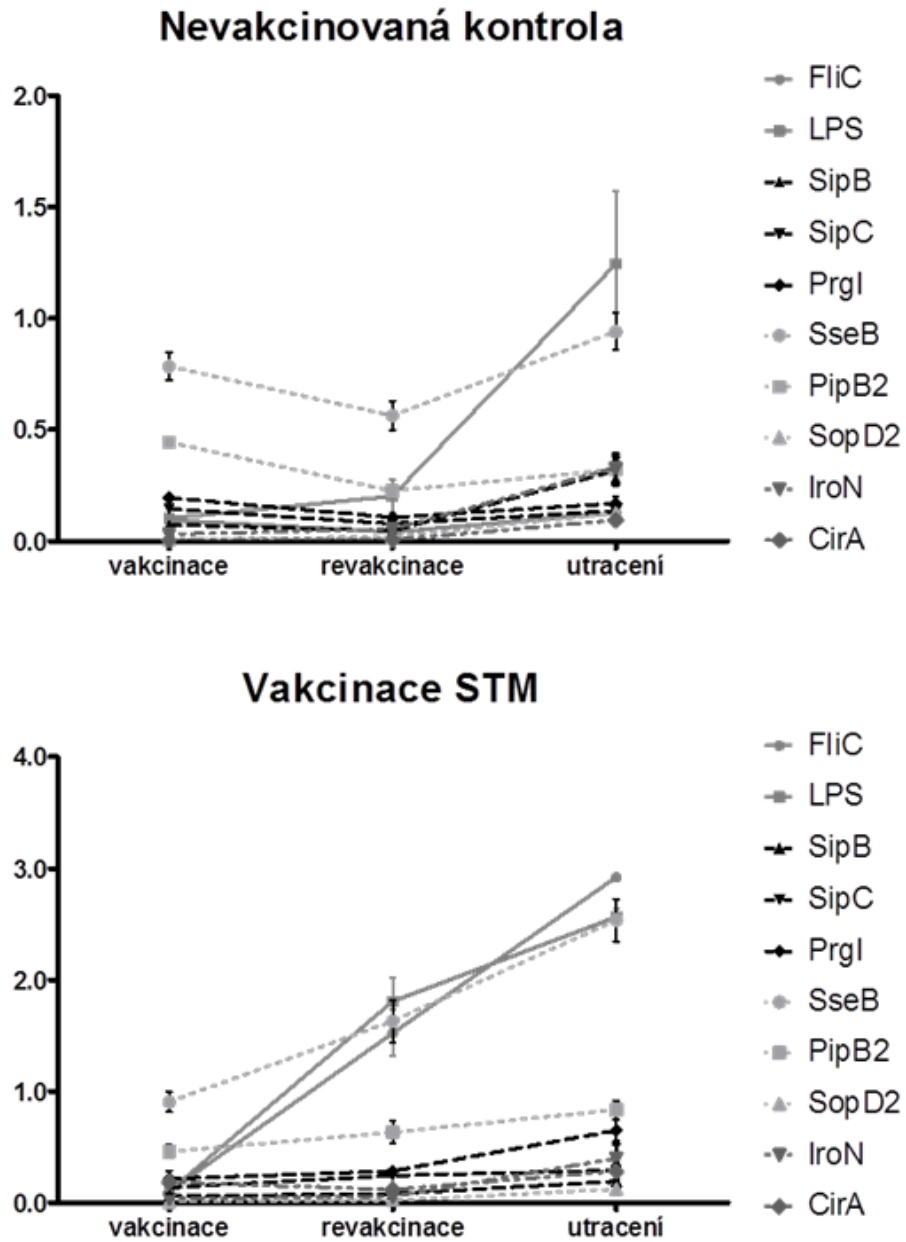 Nevakcinovaná kontrola
2.0
1.5
1.0
0.5
0.0
vakcinace revakcinace utracení
FliC
LPS
SipB
SipC
PrgI
SseB
PipB2
SopD2
IroN
CirA
Vakcinace STM
4.0
3.0
2.0
1.0
0.0
vakcinace revakcinace utracení
FliC
LPS
SipB
SipC
PrgI
SseB
PipB2
SopD2
IroN
CirA